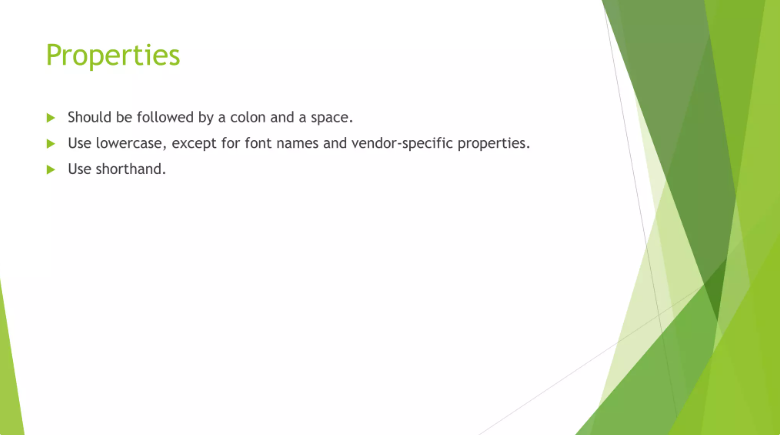 Properties
Should be followed by a colon and a space.
Use lowercase, except for font names and vendor-specific properties.
Use shorthand.